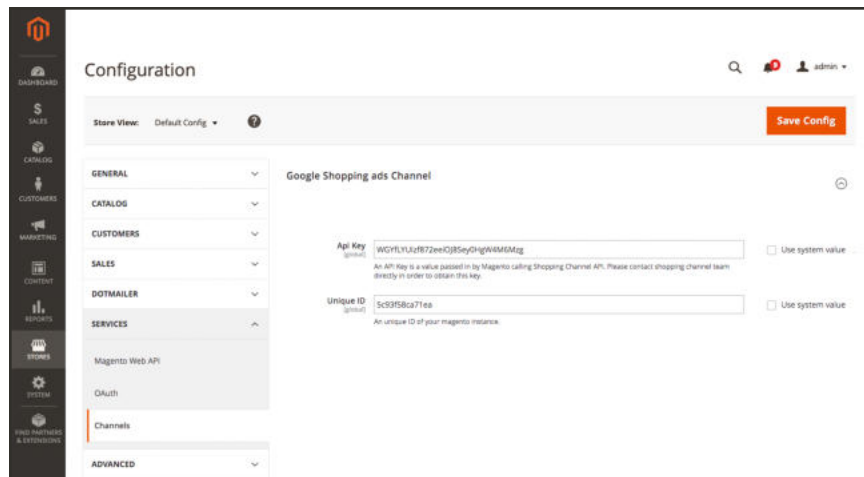 Configuration
admin
DASHBOARD
SALES
CATALOG
CUSTOMERS
MARKETING
CONTENT
REPORTS
STORES
SYSTEM
FIND PARTNERS
& EXTENSIONS
Store View: Default Config
?
Save Config
GENERAL
CATALOG
CUSTOMERS
SALES
DOTMAILER
SERVICES
Magento Web API
OAuth
Channels
ADVANCED
Google Shopping ads Channel
Api Key
[global]
Use system value
An API Key is a value passed in by Magento calling Shopping Channel API. Please contact shopping channel team
directly in order to obtain this key.
Unique ID
[global]
5c93f58ca71ea
Use system value
An unique ID of your magento instance.